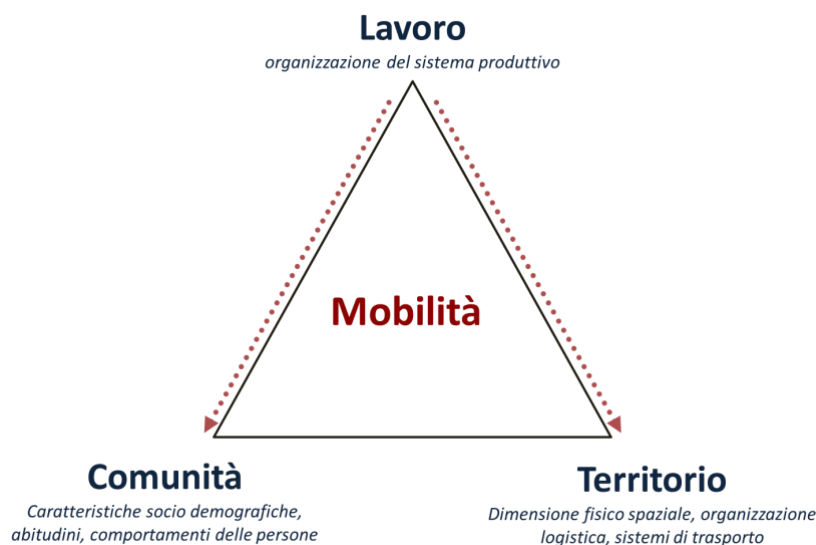 Lavoro
organizzazione del sistema produttivo
Mobilità
Comunità
Caratteristiche socio demografiche,
abitudini, comportamenti delle persone
Territorio
Dimensione fisico spaziale, organizzazione
logistica, sistemi di trasporto